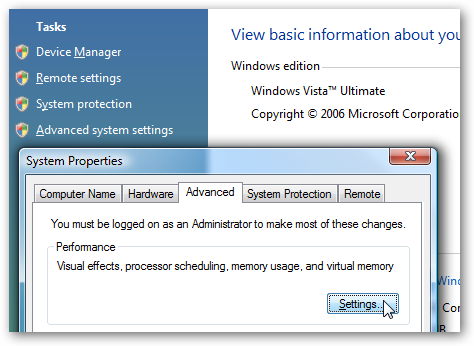 Tasks
Device Manager
Remote settings
System protection
Advanced system settings
View basic information about you
Windows edition
Windows Vista™ Ultimate
Copyright © 2006 Microsoft Corporatio
System Properties
Computer Name Hardware Advanced System Protection Remote
You must be logged on as an Administrator to make most of these changes.
Performance
Visual effects, processor scheduling, memory usage, and virtual memory
Settings...
Wind
Con